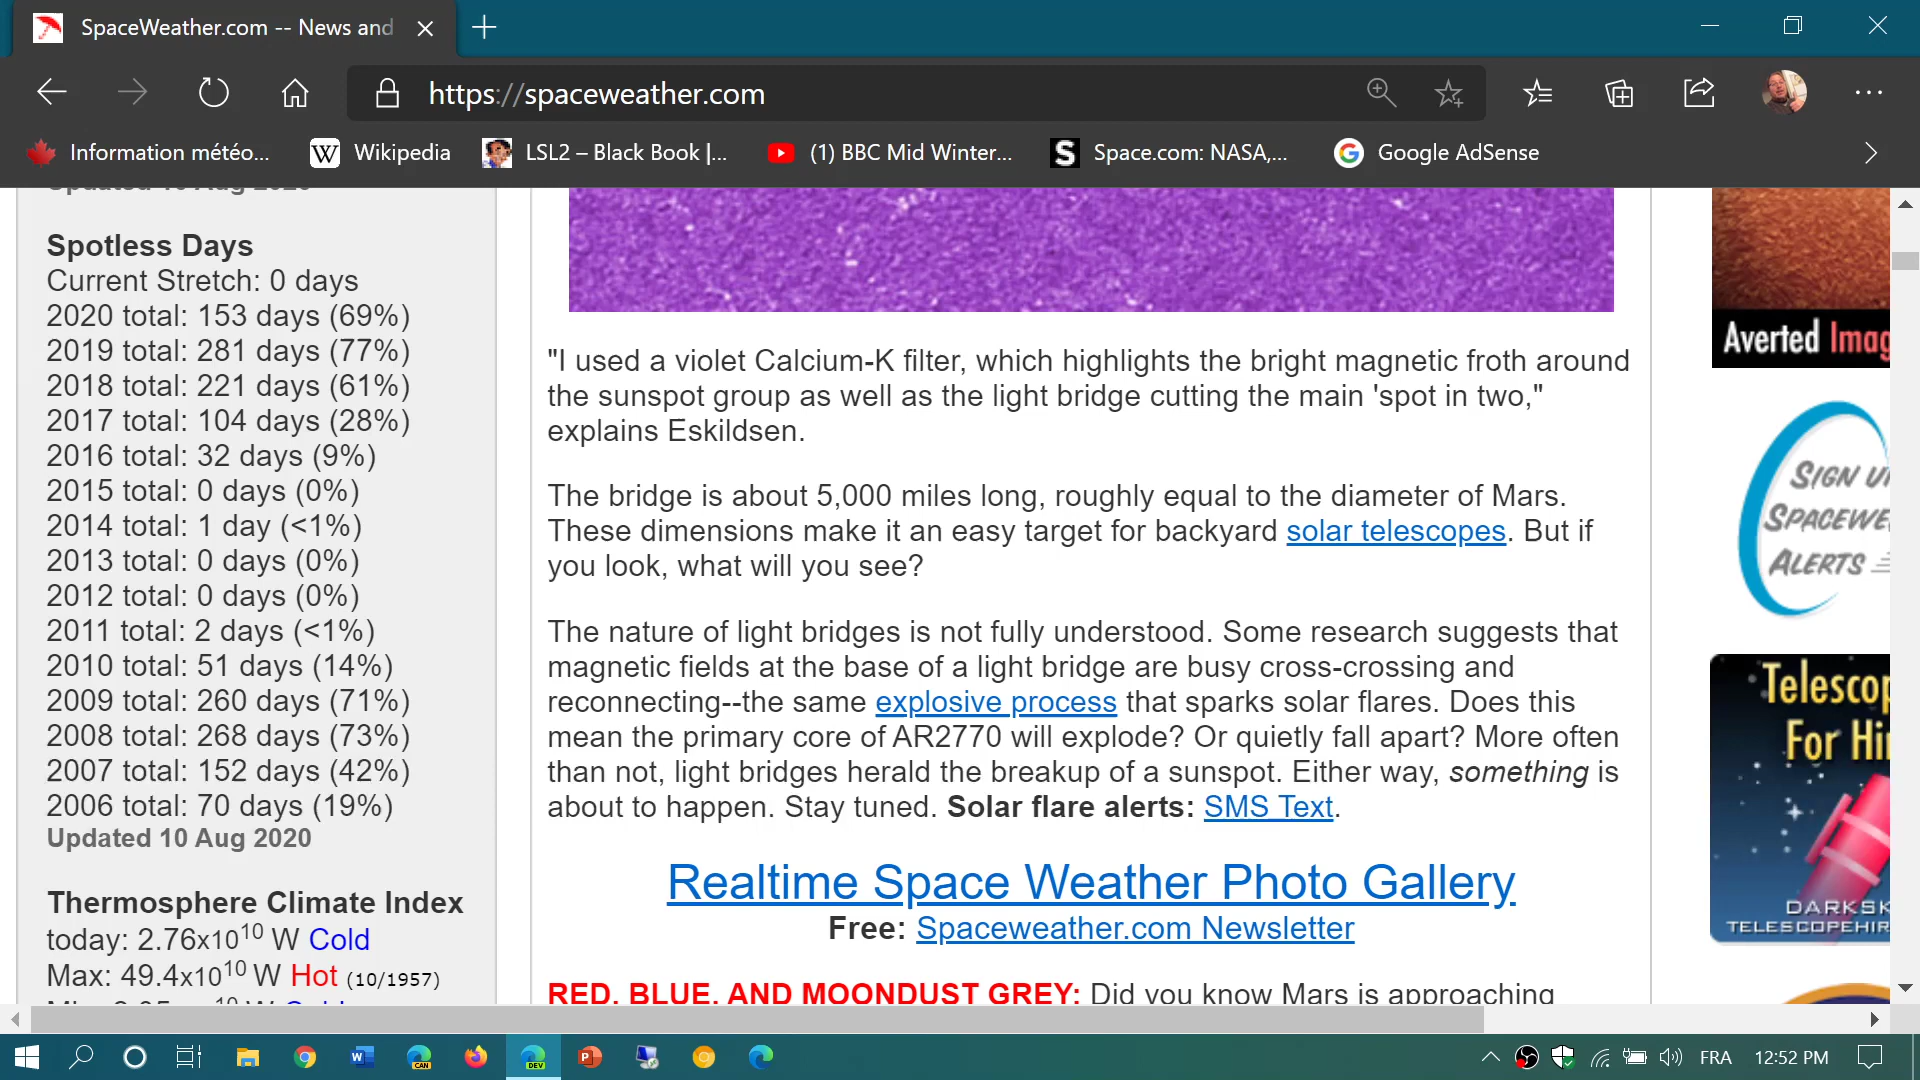 SpaceWeather.com -- News and
https://spaceweather.com
Information météo...
Wikipedia
LSL2 – Black Book |...
(1) BBC Mid Winter...
Space.com: NASA,...
Google AdSense
Spotless Days
Current Stretch: 0 days
2020 total: 153 days (69%)
2019 total: 281 days (77%)
2018 total: 221 days (61%)
2017 total: 104 days (28%)
2016 total: 32 days (9%)
2015 total: 0 days (0%)
2014 total: 1 day (<1%)
2013 total: 0 days (0%)
2012 total: 0 days (0%)
2011 total: 2 days (<1%)
2010 total: 51 days (14%)
2009 total: 260 days (71%)
2008 total: 268 days (73%)
2007 total: 152 days (42%)
2006 total: 70 days (19%)
Updated 10 Aug 2020
Thermosphere Climate Index
today: 2.76x10¹⁰ W Cold
Max: 49.4x10¹⁰ W Hot (10/1957)
"I used a violet Calcium-K filter, which highlights the bright magnetic froth around
the sunspot group as well as the light bridge cutting the main 'spot in two,"
explains Eskildsen.
The bridge is about 5,000 miles long, roughly equal to the diameter of Mars.
These dimensions make it an easy target for backyard solar telescopes. But if
you look, what will you see?
The nature of light bridges is not fully understood. Some research suggests that
magnetic fields at the base of a light bridge are busy cross-crossing and
reconnecting--the same explosive process that sparks solar flares. Does this
mean the primary core of AR2770 will explode? Or quietly fall apart? More often
than not, light bridges herald the breakup of a sunspot. Either way, something is
about to happen. Stay tuned. Solar flare alerts: SMS Text.
Realtime Space Weather Photo Gallery
Free: Spaceweather.com Newsletter
RED, BLUE, AND MOONDUST GREY: Did you know Mars is approaching
Averted Imag
SIGN U
SPACEWE
ALERTS
Telescop
For Hi
DARKSK
TELESCOPEHIR
CAN
DEV
FRA
12:52 PM